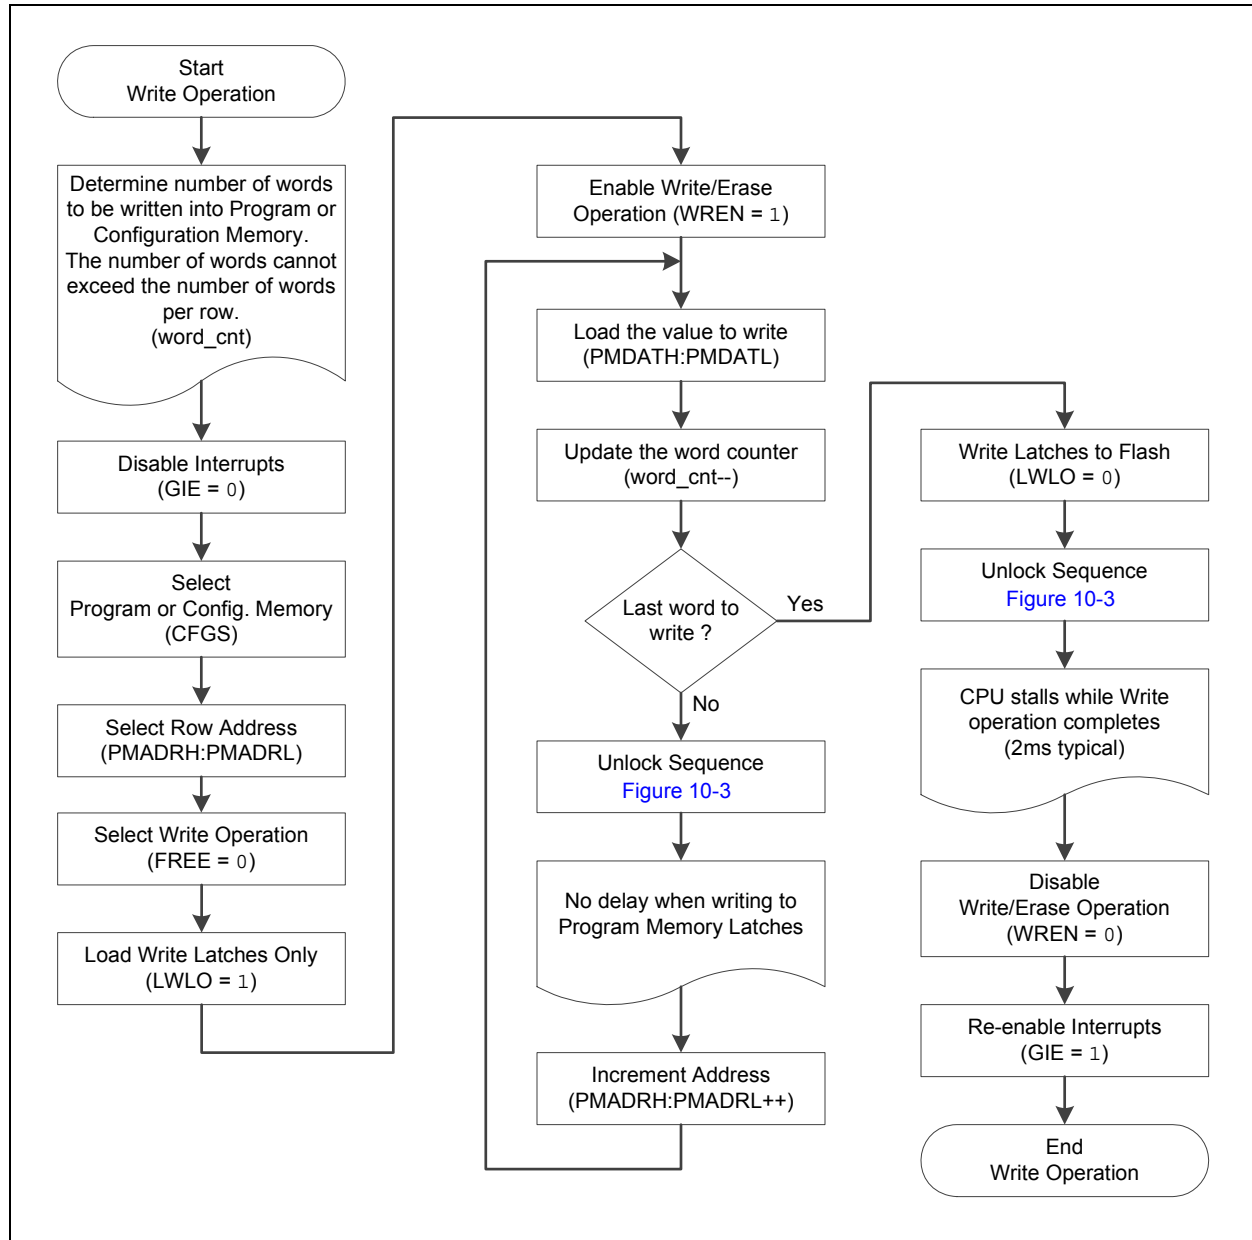 Start
Write Operation
Determine number of words
to be written into Program or
Configuration Memory.
The number of words cannot
exceed the number of words
per row.
(word_cnt)
Disable Interrupts
(GIE = 0)
Select
Program or Config. Memory
(CFGS)
Select Row Address
(PMADRH:PMADRL)
Select Write Operation
(FREE = 0)
Load Write Latches Only
(LWLO = 1)
Enable Write/Erase
Operation (WREN = 1)
Load the value to write
(PMDATH:PMDATL)
Update the word counter
(word_cnt--)
Last word to
write ?
Yes
No
Unlock Sequence
Figure 10-3
No delay when writing to
Program Memory Latches
Increment Address
(PMADRH:PMADRL++)
Write Latches to Flash
(LWLO = 0)
Unlock Sequence
Figure 10-3
CPU stalls while Write
operation completes
(2ms typical)
Disable
Write/Erase Operation
(WREN = 0)
Re-enable Interrupts
(GIE = 1)
End
Write Operation